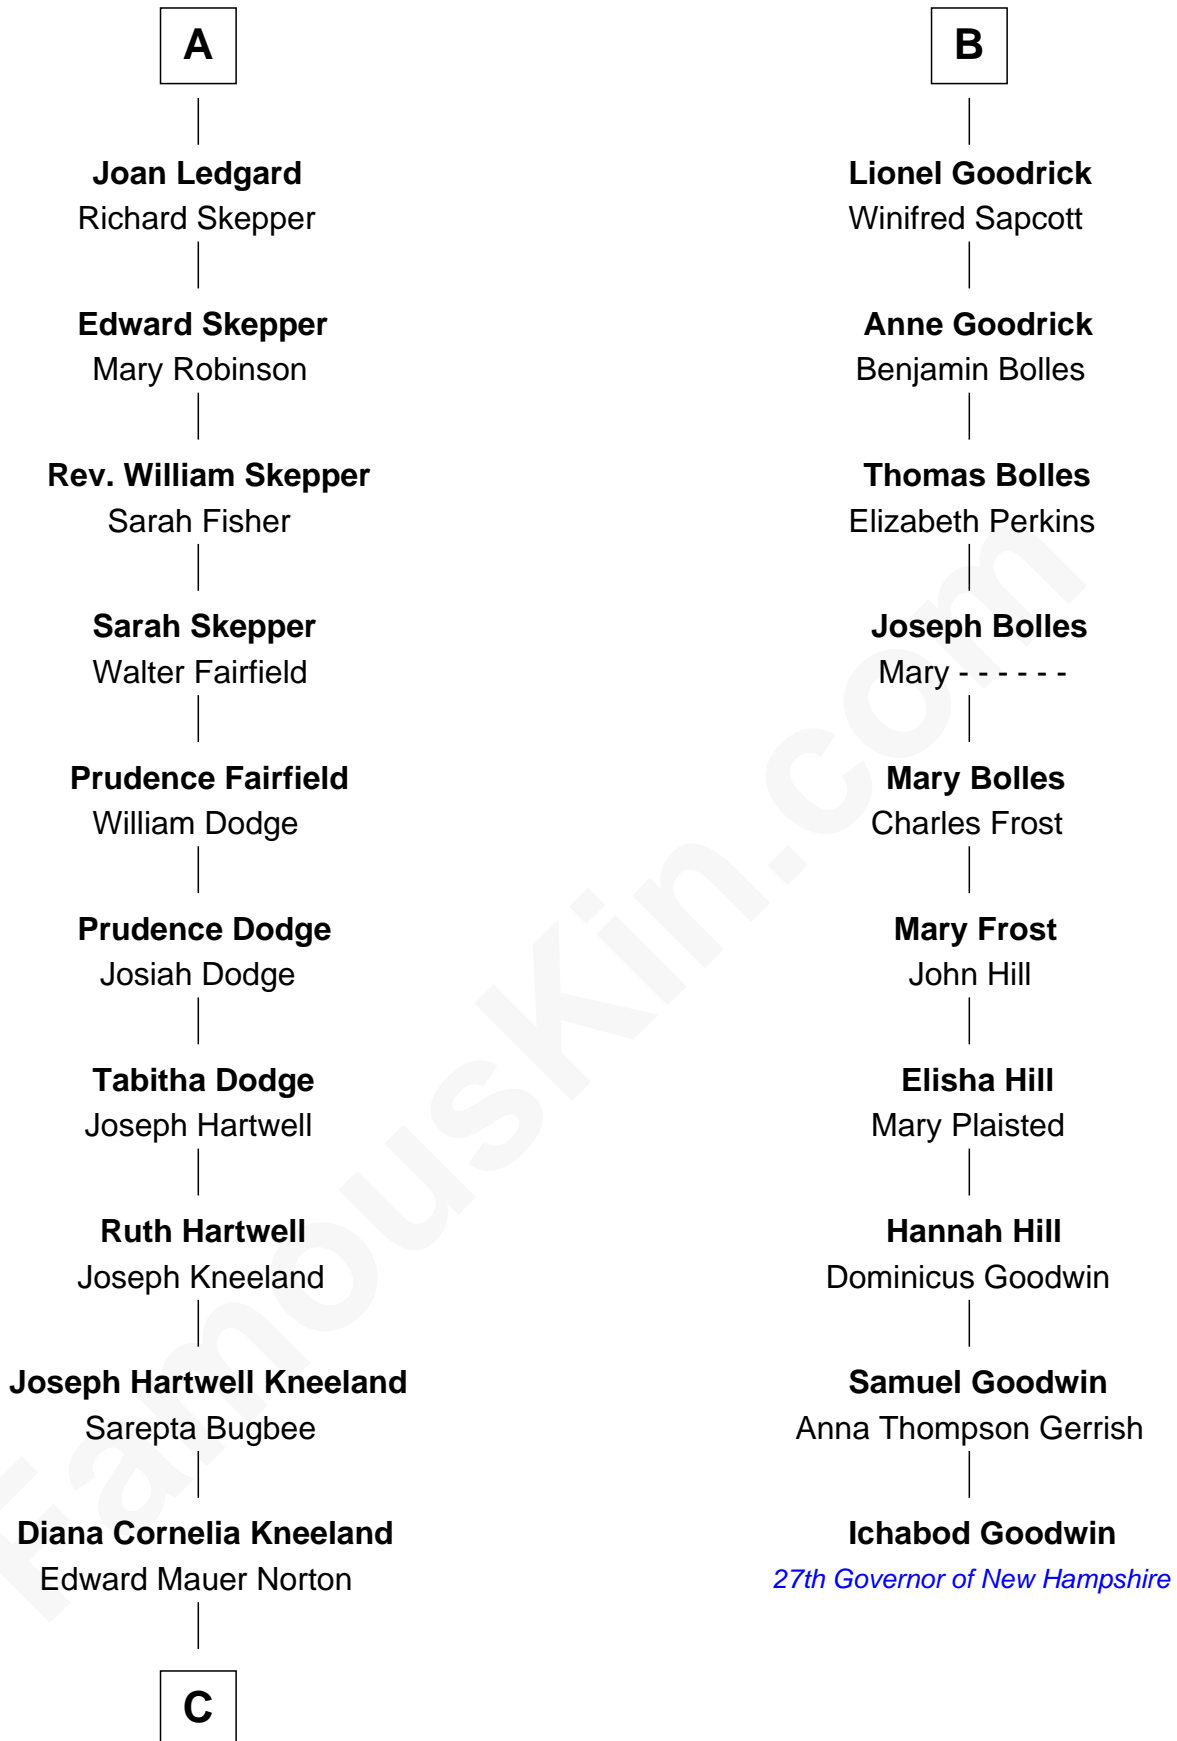 A
Joan Ledgard
Richard Skepper
Edward Skepper
Mary Robinson
Rev. William Skepper
Sarah Fisher
Sarah Skepper
Walter Fairfield
Prudence Fairfield
William Dodge
Prudence Dodge
Josiah Dodge
Tabitha Dodge
Joseph Hartwell
Ruth Hartwell
Joseph Kneeland
Joseph Hartwell Kneeland
Sarepta Bugbee
Diana Cornelia Kneeland
Edward Mauer Norton
C
B
Lionel Goodrick
Winifred Sapcott
Anne Goodrick
Benjamin Bolles
Thomas Bolles
Elizabeth Perkins
Joseph Bolles
Mary - - - - - -
Mary Bolles
Charles Frost
Mary Frost
John Hill
Elisha Hill
Mary Plaisted
Hannah Hill
Dominicus Goodwin
Samuel Goodwin
Anna Thompson Gerrish
Ichabod Goodwin
27th Governor of New Hampshire
FamousKin.com